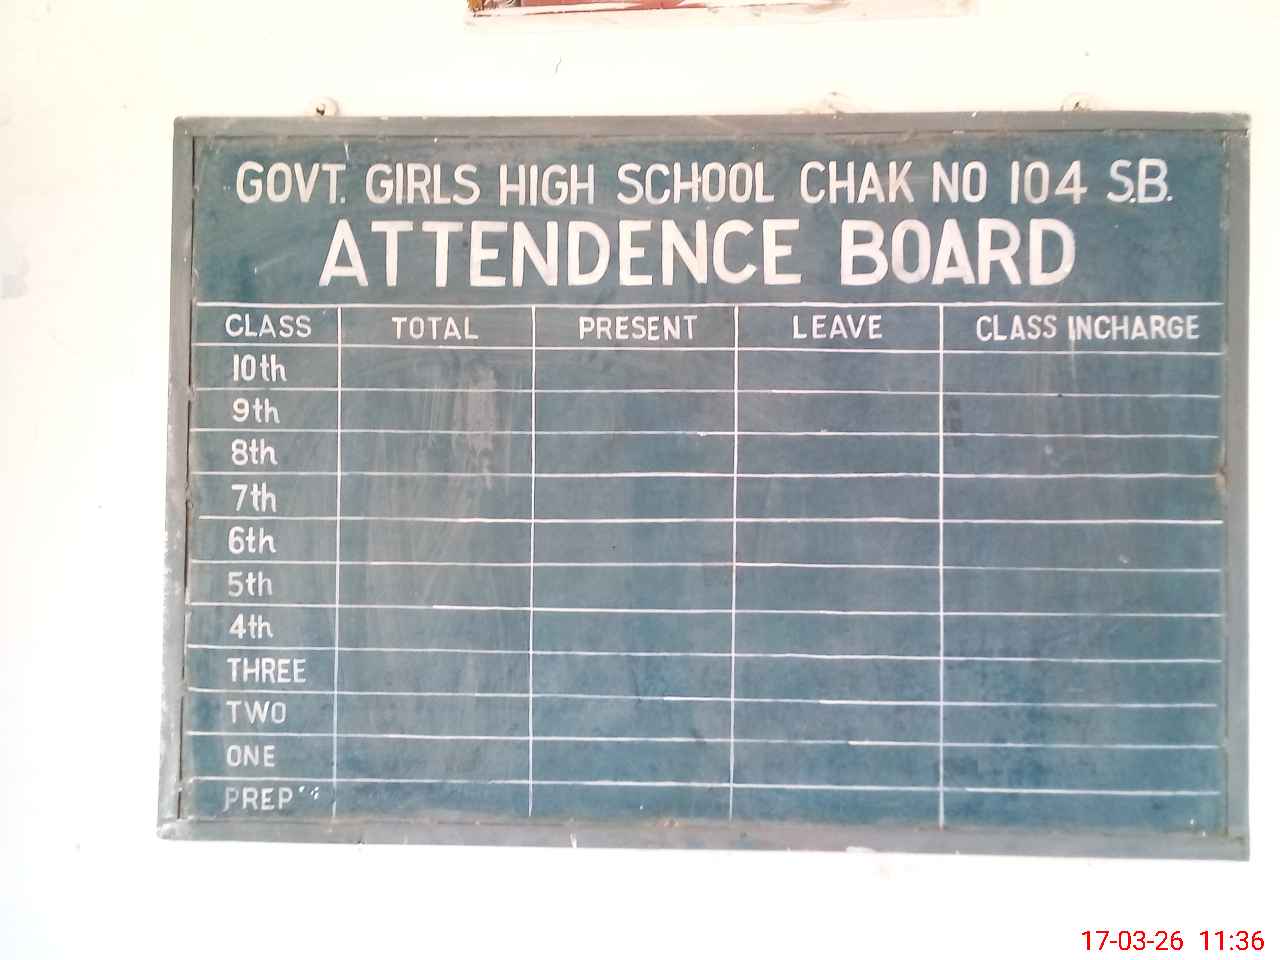 GOVT. GIRLS HIGH SCHOOL CHAK NO 104 S.B.
ATTENDENCE BOARD
CLASS TOTAL PRESENT LEAVE CLASS INCHARGE
10th
9th
8th
7th
6th
5th
4th
THREE
TWO
ONE
PREP
17-03-26 11:36